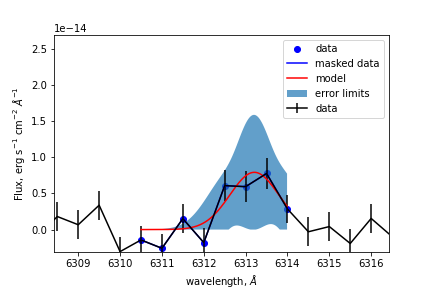 1e−14
2.5
2.0
1.5
1.0
0.5
0.0
Flux, erg s⁻¹ cm⁻² Å⁻¹
data
masked data
model
error limits
data
6309 6310 6311 6312 6313 6314 6315 6316
wavelength, Å